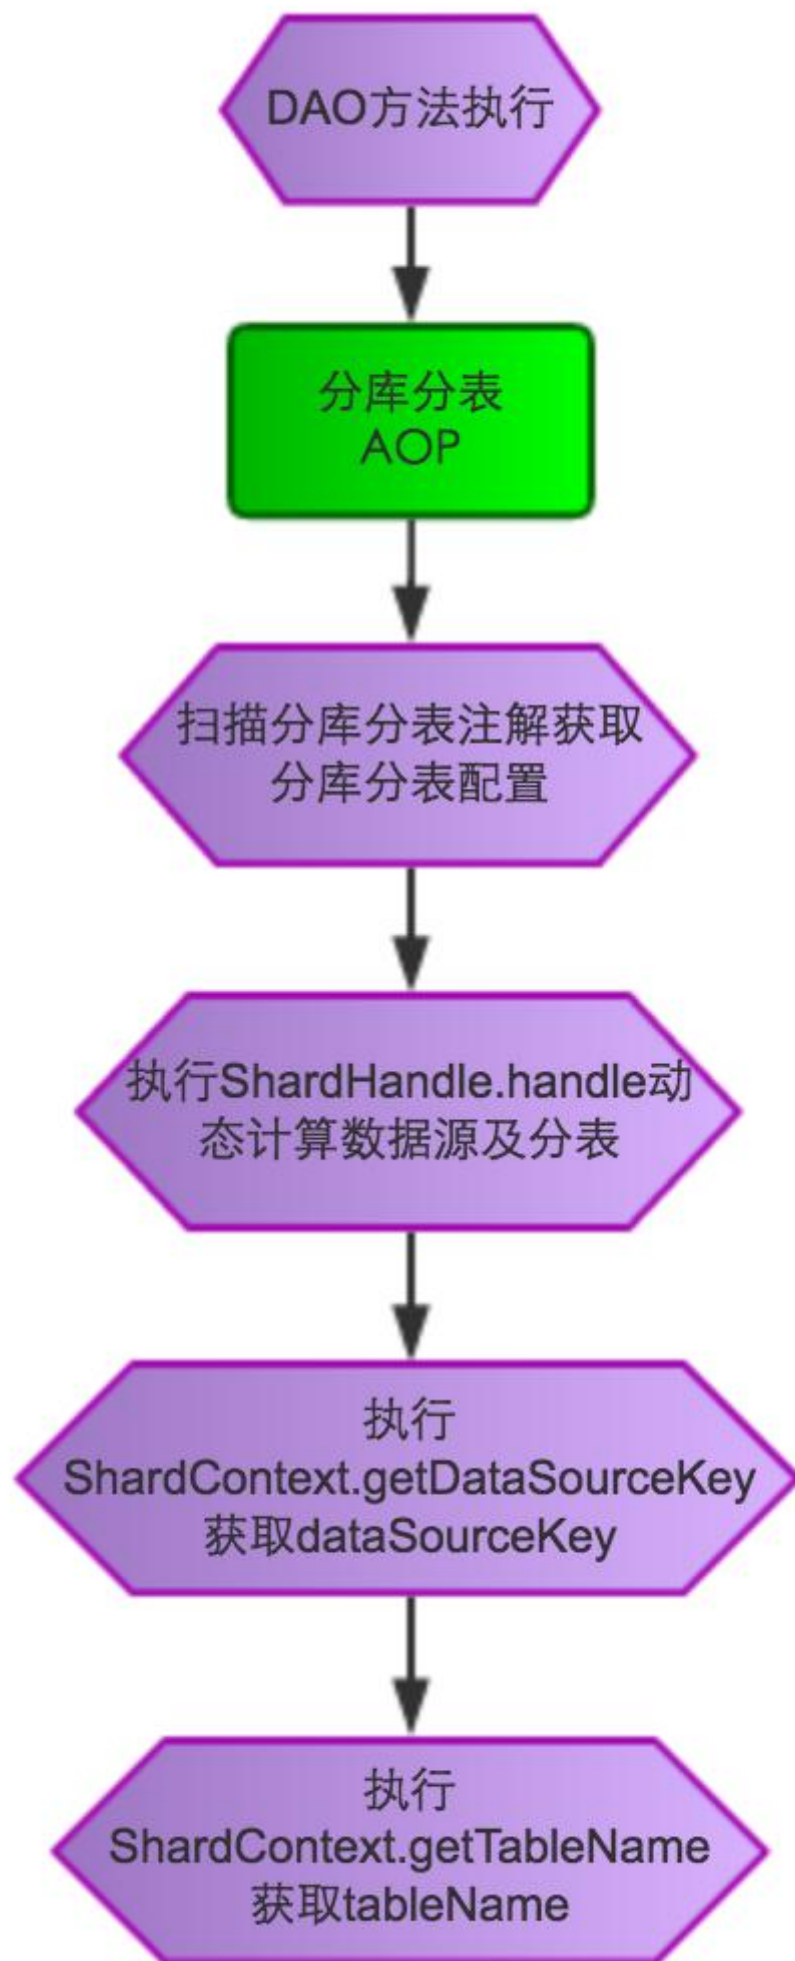 DAO方法执行
分库分表
AOP
扫描分库分表注解获取
分库分表配置
执行ShardHandle.handle动
态计算数据源及分表
执行
ShardContext.getDataSourceKey
获取dataSourceKey
执行
ShardContext.getTableName
获取tableName